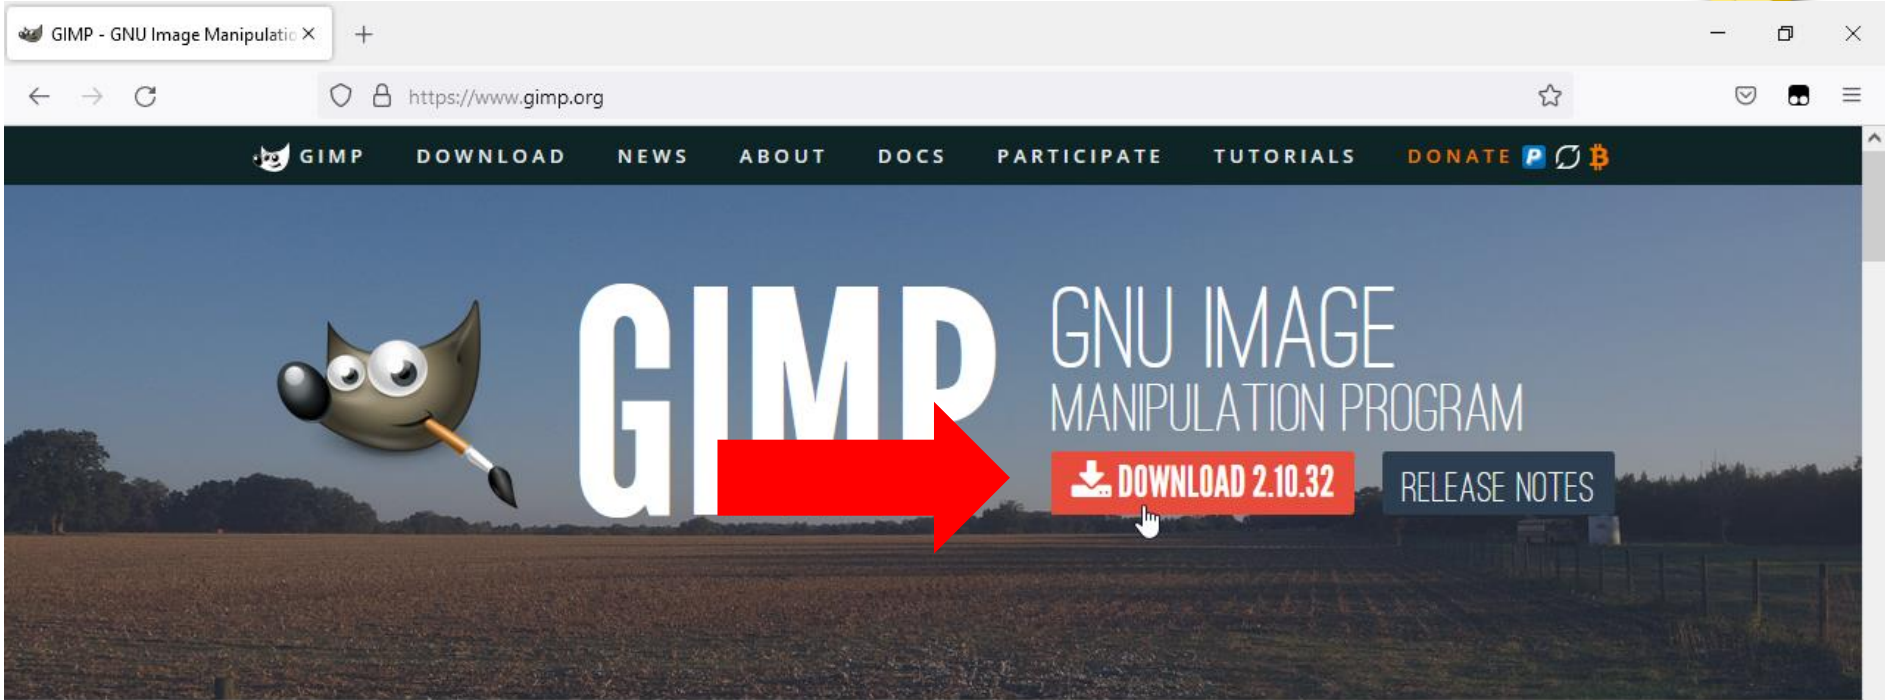 GIMP - GNU Image Manipulatio
https://www.gimp.org
GIMP DOWNLOAD NEWS ABOUT DOCS PARTICIPATE TUTORIALS DONATE
GIMP
GNU IMAGE
MANIPULATION PROGRAM
DOWNLOAD 2.10.32
RELEASE NOTES